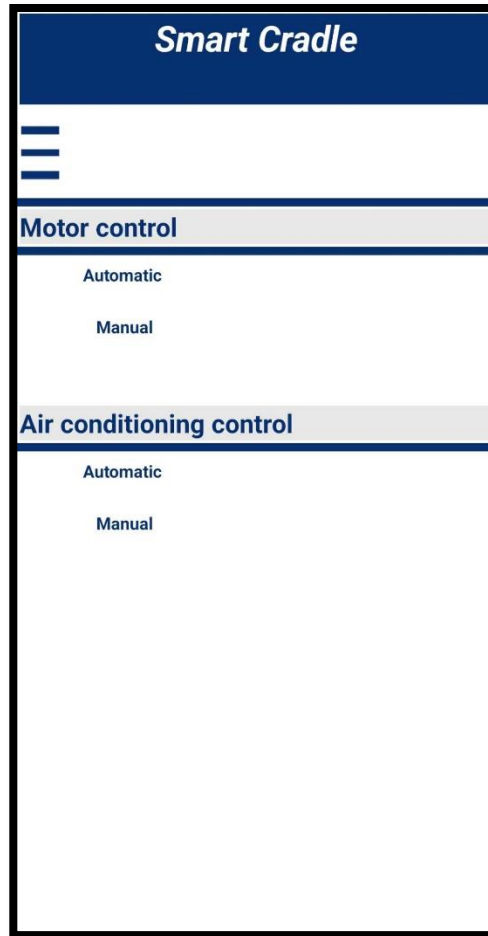 Smart Cradle
Motor control
Automatic
Manual
Air conditioning control
Automatic
Manual